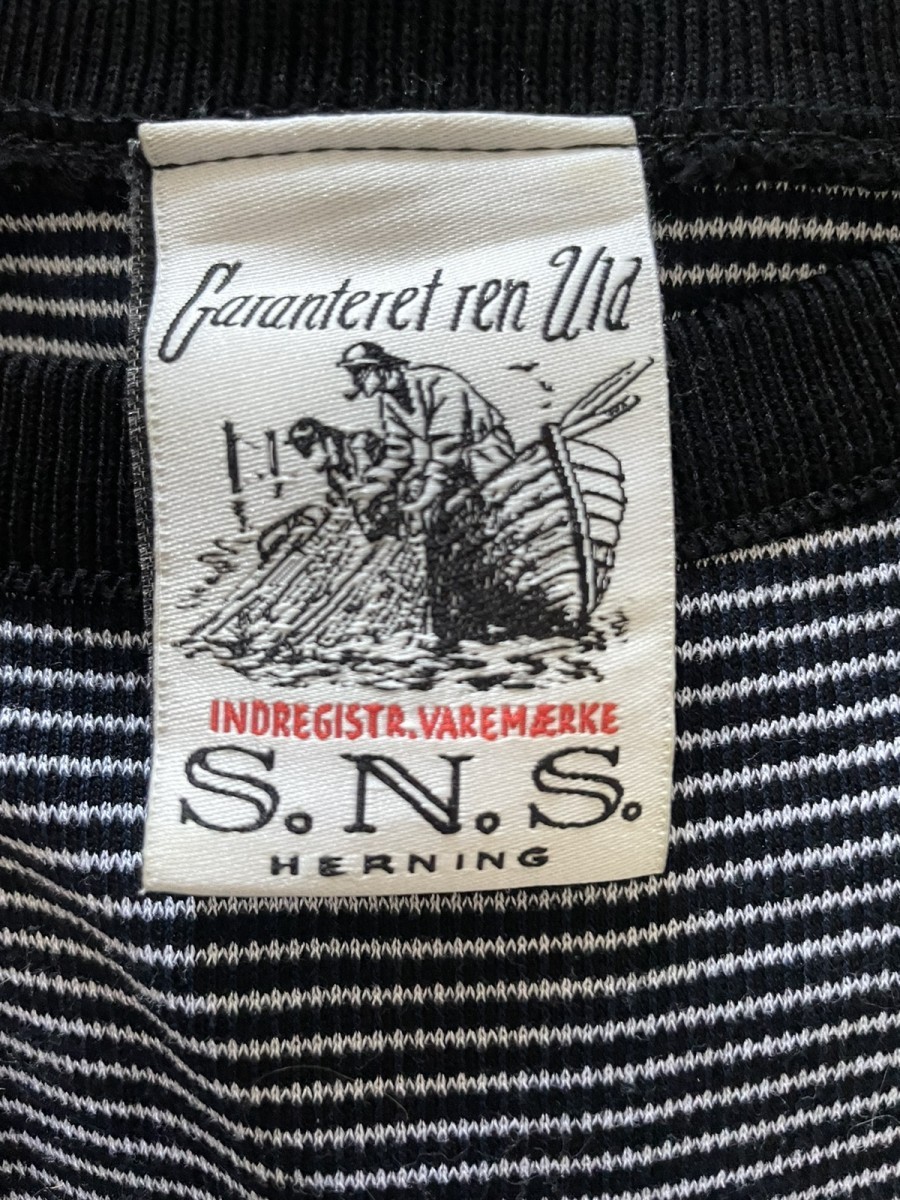 Garanteret ren Uld
INDREGISTR.VAREMÆRKE
S.N.S.
HERNING